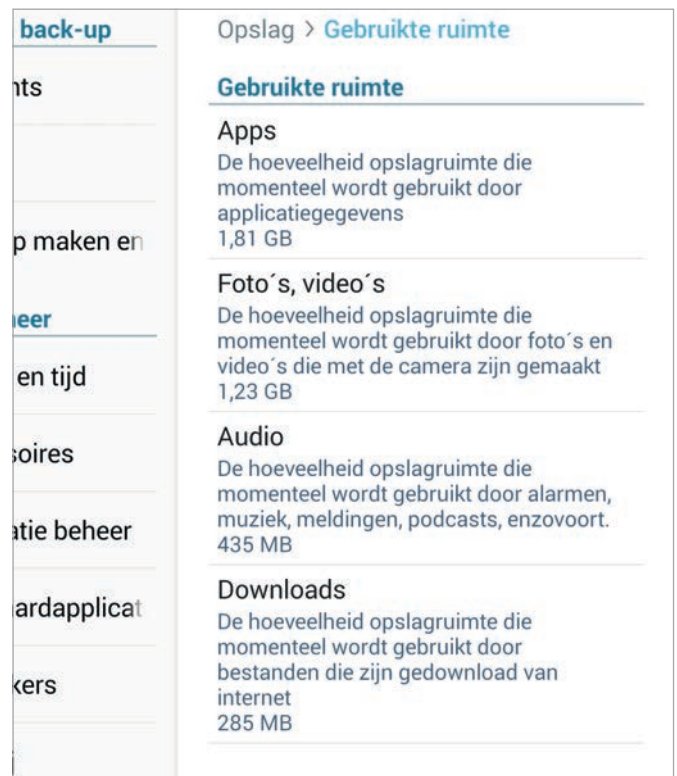 back-up
nts
p maken en
eer
en tijd
soires
atie beheer
ardapplicat
kers
Opslag > Gebruikte ruimte
Gebruikte ruimte
Apps
De hoeveelheid opslagruimte die
momenteel wordt gebruikt door
applicatiegegevens
1,81 GB
Foto´s, video´s
De hoeveelheid opslagruimte die
momenteel wordt gebruikt door foto´s en
video´s die met de camera zijn gemaakt
1,23 GB
Audio
De hoeveelheid opslagruimte die
momenteel wordt gebruikt door alarmen,
muziek, meldingen, podcasts, enzovoort.
435 MB
Downloads
De hoeveelheid opslagruimte die
momenteel wordt gebruikt door
bestanden die zijn gedownload van
internet
285 MB